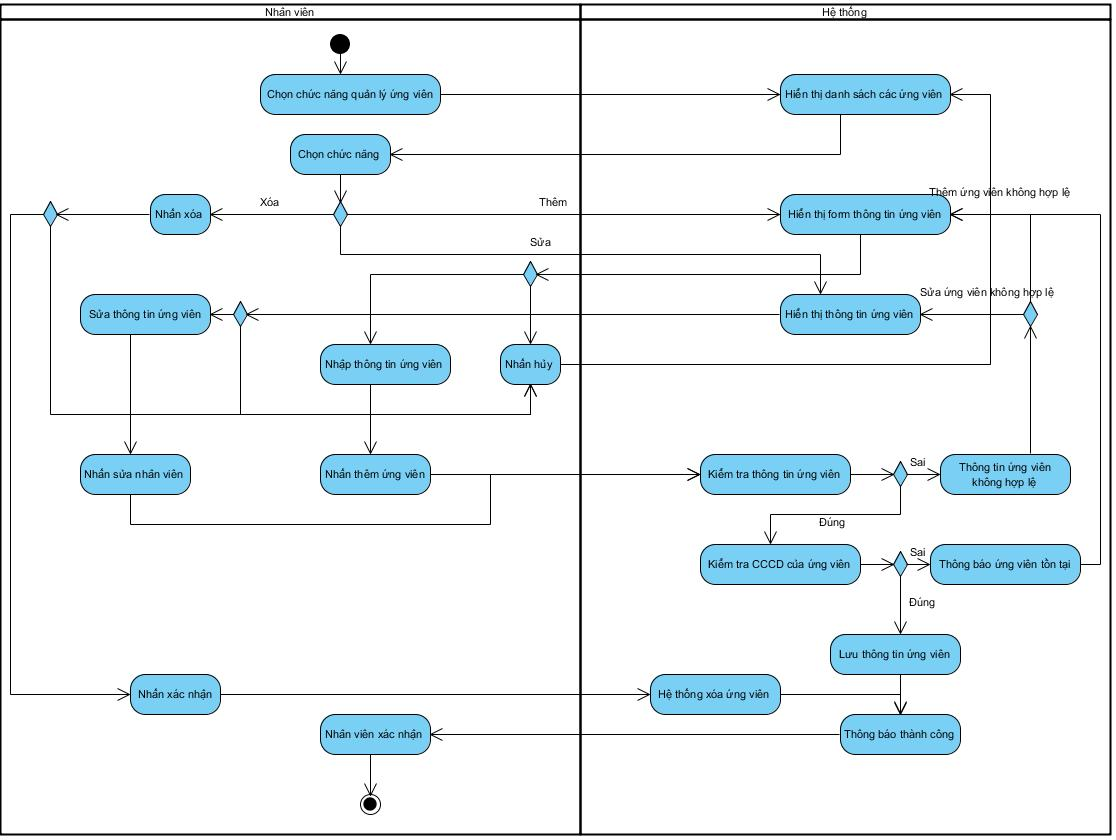 Nhân viên
Hệ thống
Chọn chức năng quản lý ứng viên
Hiển thị danh sách các ứng viên
Chọn chức năng
Thêm ứng viên không hợp lệ
Xóa
Thêm
Nhấn xóa
Hiển thị form thông tin ứng viên
Sửa
Sửa ứng viên không hợp lệ
Sửa thông tin ứng viên
Hiển thị thông tin ứng viên
Nhập thông tin ứng viên
Nhấn hủy
Nhấn sửa nhân viên
Nhấn thêm ứng viên
Kiểm tra thông tin ứng viên
Sai
Thông tin ứng viên
không hợp lệ
Đúng
Kiểm tra CCCD của ứng viên
Sai
Thông báo ứng viên tồn tại
Đúng
Lưu thông tin ứng viên
Nhấn xác nhận
Hệ thống xóa ứng viên
Nhân viên xác nhận
Thông báo thành công